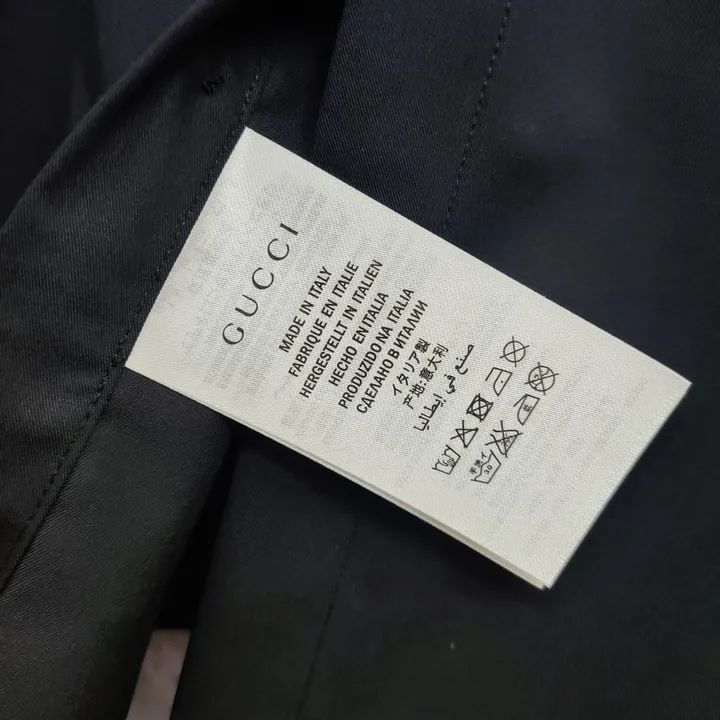 GUCCI
MADE IN ITALY
FABRIQUE EN ITALIE
HERGESTELLT IN ITALIEN
HECHO EN ITALIA
PRODUZIDO NA ITALIA
СДЕЛАНО В ИТАЛИИ
イタリア製
产地:意大利
صنع في إيطاليا